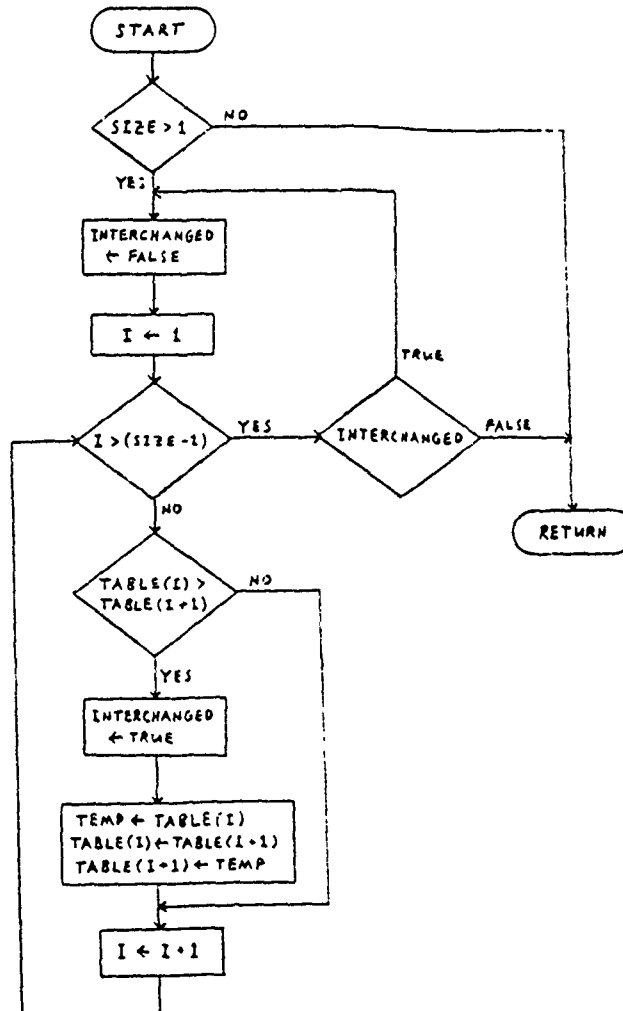 START
SIZE > 1
NO
YES
INTERCHANGED
← FALSE
I ← 1
TRUE
I > (SIZE-1)
YES
INTERCHANGED
FALSE
NO
RETURN
TABLE(I) >
TABLE(I+1)
NO
YES
INTERCHANGED
← TRUE
TEMP ← TABLE(I)
TABLE(I) ← TABLE(I+1)
TABLE(I+1) ← TEMP
I ← I+1